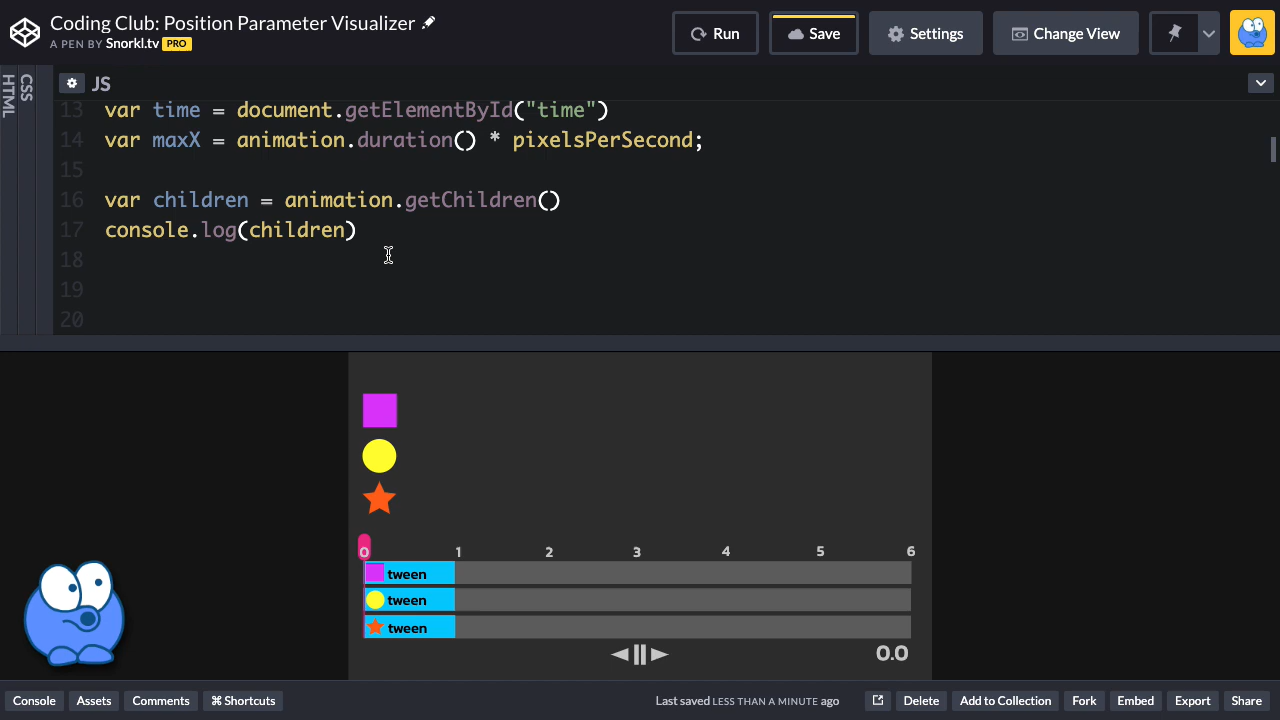 Coding Club: Position Parameter Visualizer
A PEN BY Snorkl.tv PRO
Run
Save
Settings
Change View
HTML
CSS
JS
13 var time = document.getElementById("time")
14 var maxX = animation.duration() * pixelsPerSecond;
15
16 var children = animation.getChildren()
17 console.log(children)
18
19
20
0 1 2 3 4 5 6
tween
tween
tween
0.0
Console Assets Comments ⌘ Shortcuts
Last saved LESS THAN A MINUTE ago
Delete Add to Collection Fork Embed Export Share